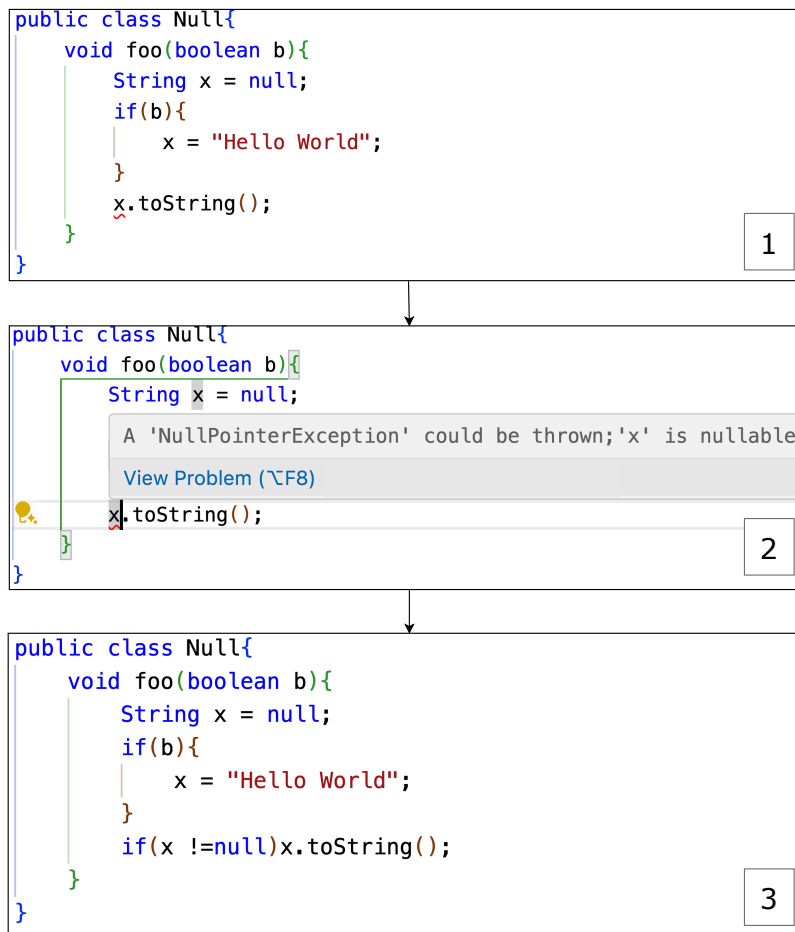 public class Null{
void foo(boolean b){
String x = null;
if(b){
x = "Hello World";
}
x.toString();
}
}
1
public class Null{
void foo(boolean b){
String x = null;
A 'NullPointerException' could be thrown;'x' is nullable
View Problem (⌥F8)
x.toString();
}
}
2
public class Null{
void foo(boolean b){
String x = null;
if(b){
x = "Hello World";
}
if(x !=null)x.toString();
}
}
3